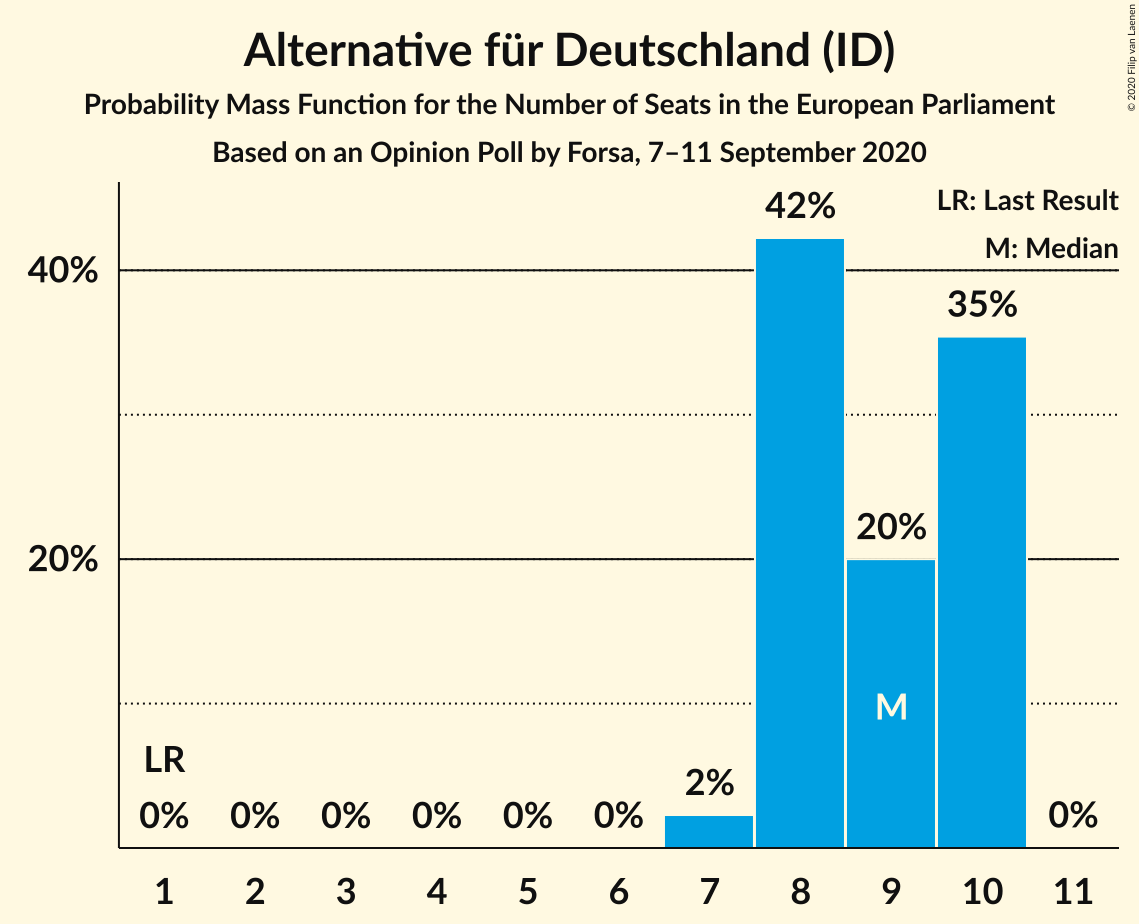 Alternative für Deutschland (ID)
Probability Mass Function for the Number of Seats in the European Parliament
Based on an Opinion Poll by Forsa, 7–11 September 2020
© 2020 Filip van Laenen
LR: Last Result
M: Median
42%
40%
35%
20%
20%
M
LR
2%
0% 0% 0% 0% 0% 0% 0%
1 2 3 4 5 6 7 8 9 10 11